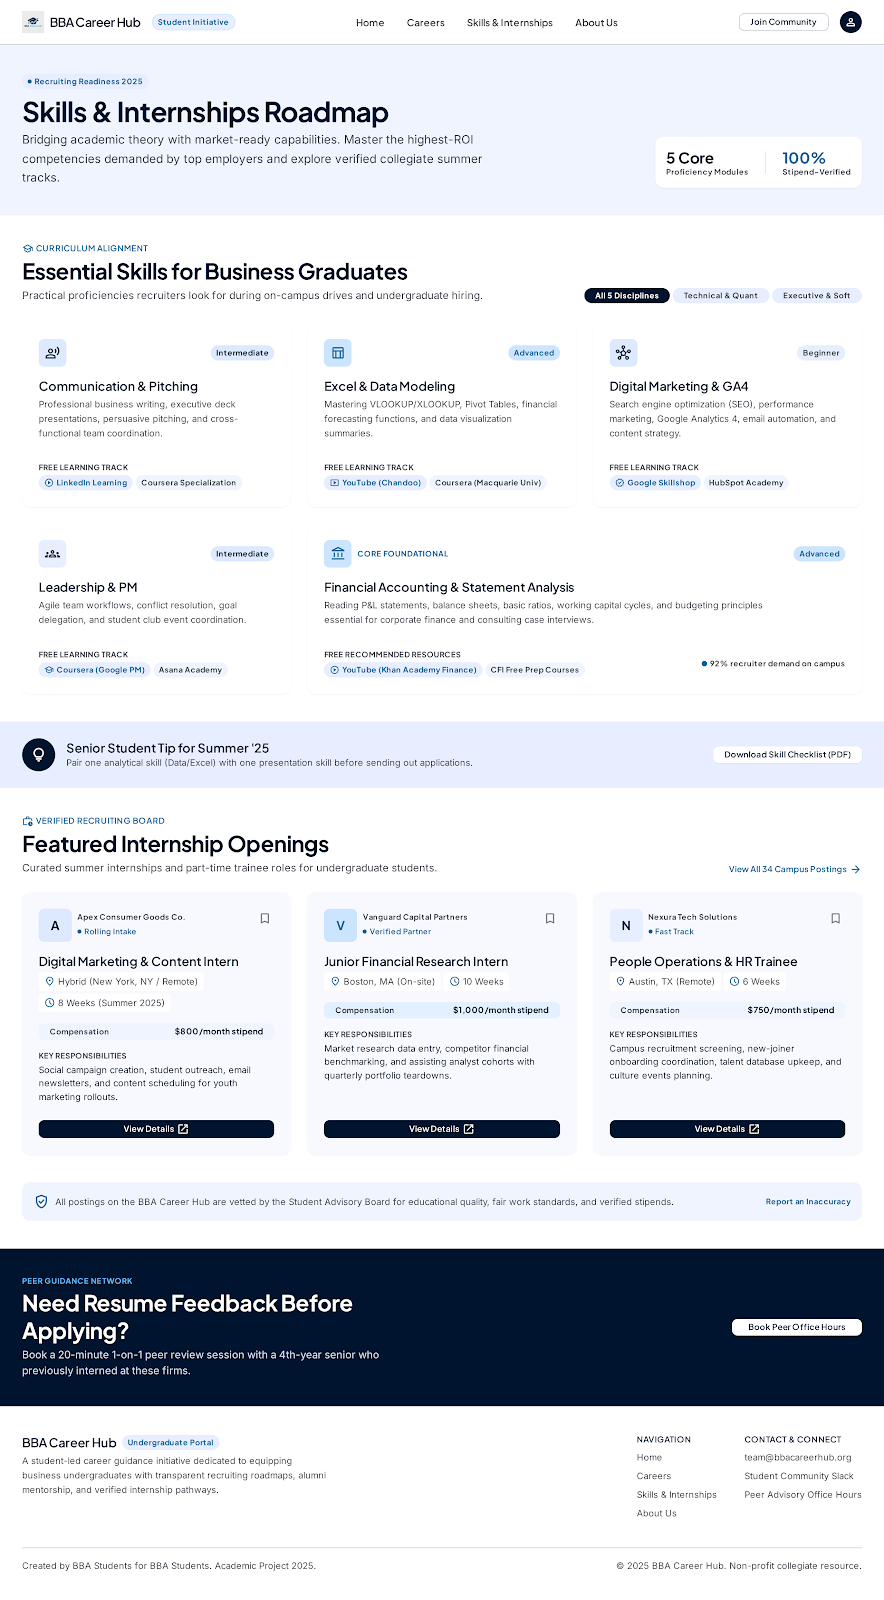 BBA Career Hub
Student Initiative
Home
Careers
Skills & Internships
About Us
Join Community
Recruiting Readiness 2025
Skills & Internships Roadmap
Bridging academic theory with market-ready capabilities. Master the highest-ROI
competencies demanded by top employers and explore verified collegiate summer
tracks.
5 Core
Proficiency Modules
100%
Stipend-Verified
CURRICULUM ALIGNMENT
Essential Skills for Business Graduates
Practical proficiencies recruiters look for during on-campus drives and undergraduate hiring.
All 5 Disciplines
Technical & Quant
Executive & Soft
Intermediate
Communication & Pitching
Professional business writing, executive deck
presentations, persuasive pitching, and cross-
functional team coordination.
FREE LEARNING TRACK
LinkedIn Learning
Coursera Specialization
Advanced
Excel & Data Modeling
Mastering VLOOKUP/XLOOKUP, Pivot Tables, financial
forecasting functions, and data visualization
summaries.
FREE LEARNING TRACK
YouTube (Chandoo)
Coursera (Macquarie Univ)
Beginner
Digital Marketing & GA4
Search engine optimization (SEO), performance
marketing, Google Analytics 4, email automation, and
content strategy.
FREE LEARNING TRACK
Google Skillshop
HubSpot Academy
Intermediate
Leadership & PM
Agile team workflows, conflict resolution, goal
delegation, and student club event coordination.
FREE LEARNING TRACK
Coursera (Google PM)
Asana Academy
CORE FOUNDATIONAL
Advanced
Financial Accounting & Statement Analysis
Reading P&L statements, balance sheets, basic ratios, working capital cycles, and budgeting principles
essential for corporate finance and consulting case interviews.
FREE RECOMMENDED RESOURCES
YouTube (Khan Academy Finance)
CFI Free Prep Courses
92% recruiter demand on campus
Senior Student Tip for Summer '25
Pair one analytical skill (Data/Excel) with one presentation skill before sending out applications.
Download Skill Checklist (PDF)
VERIFIED RECRUITING BOARD
Featured Internship Openings
Curated summer internships and part-time trainee roles for undergraduate students.
View All 34 Campus Postings
A
Apex Consumer Goods Co.
Rolling Intake
Digital Marketing & Content Intern
Hybrid (New York, NY / Remote)
8 Weeks (Summer 2025)
Compensation
$800/month stipend
KEY RESPONSIBILITIES
Social campaign creation, student outreach, email
newsletters, and content scheduling for youth
marketing rollouts.
View Details
V
Vanguard Capital Partners
Verified Partner
Junior Financial Research Intern
Boston, MA (On-site)
10 Weeks
Compensation
$1,000/month stipend
KEY RESPONSIBILITIES
Market research data entry, competitor financial
benchmarking, and assisting analyst cohorts with
quarterly portfolio teardowns.
View Details
N
Nexura Tech Solutions
Fast Track
People Operations & HR Trainee
Austin, TX (Remote)
6 Weeks
Compensation
$750/month stipend
KEY RESPONSIBILITIES
Campus recruitment screening, new-joiner
onboarding coordination, talent database upkeep, and
culture events planning.
View Details
All postings on the BBA Career Hub are vetted by the Student Advisory Board for educational quality, fair work standards, and verified stipends.
Report an Inaccuracy
PEER GUIDANCE NETWORK
Need Resume Feedback Before
Applying?
Book a 20-minute 1-on-1 peer review session with a 4th-year senior who
previously interned at these firms.
Book Peer Office Hours
BBA Career Hub
Undergraduate Portal
A student-led career guidance initiative dedicated to equipping
business undergraduates with transparent recruiting roadmaps, alumni
mentorship, and verified internship pathways.
NAVIGATION
Home
Careers
Skills & Internships
About Us
CONTACT & CONNECT
team@bbacareerhub.org
Student Community Slack
Peer Advisory Office Hours
Created by BBA Students for BBA Students. Academic Project 2025.
© 2025 BBA Career Hub. Non-profit collegiate resource.